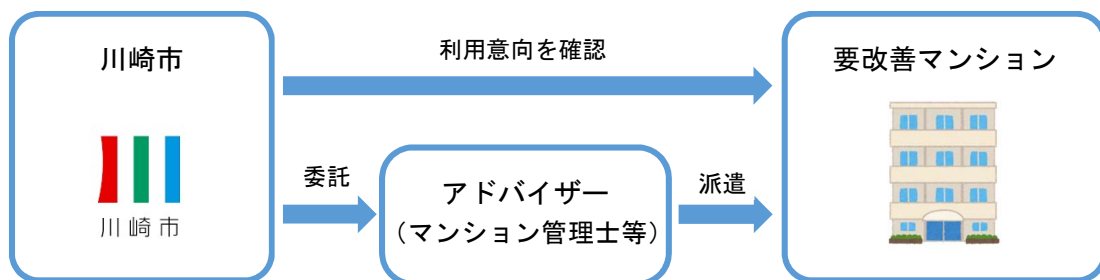 川崎市
川崎市
利用意向を確認
委託
アドバイザー
（マンション管理士等）
派遣
要改善マンション